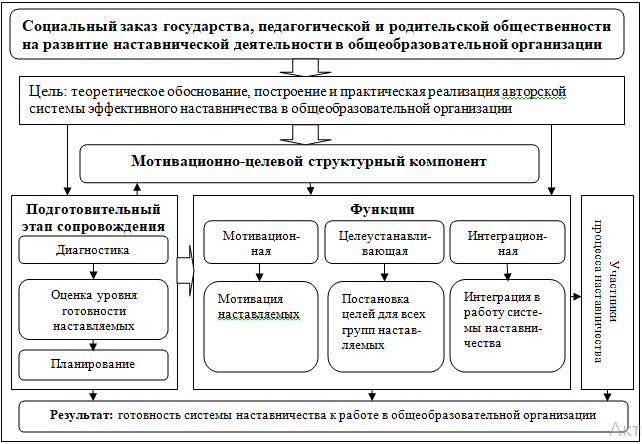 Социальный заказ государства, педагогической и родительской общественности
на развитие наставнической деятельности в общеобразовательной организации
Цель: теоретическое обоснование, построение и практическая реализация авторской
системы эффективного наставничества в общеобразовательной организации
Мотивационно-целевой структурный компонент
Подготовительный
этап сопровождения
Диагностика
Оценка уровня
готовности
наставляемых
Планирование
Функции
Мотивацион-
ная
Целеустанавли-
вающая
Интеграцион-
ная
Мотивация
наставляемых
Постановка
целей для всех
групп настав-
ляемых
Интеграция в
работу систе-
мы наставни-
чества
Участники
процесса наставничества
Результат: готовность системы наставничества к работе в общеобразовательной организации
Акт